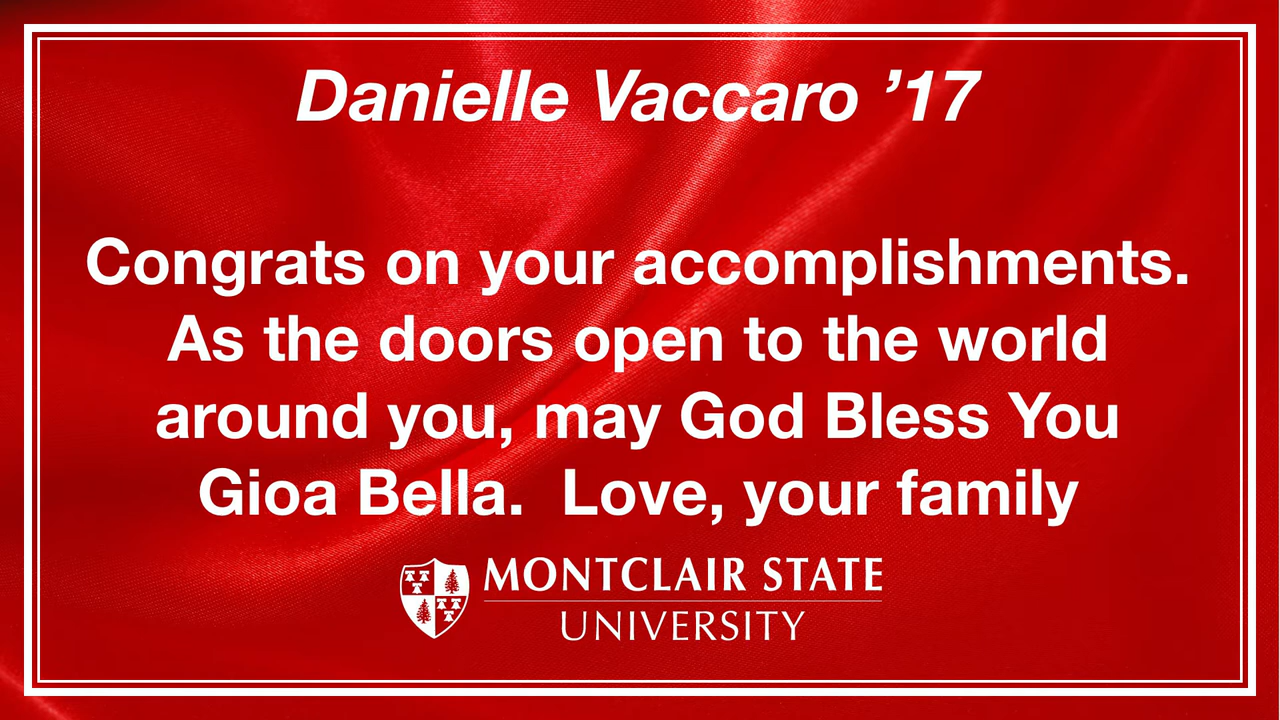 Danielle Vaccaro ’17
Congrats on your accomplishments.
As the doors open to the world
around you, may God Bless You
Gioa Bella.  Love, your family
MONTCLAIR STATE
UNIVERSITY